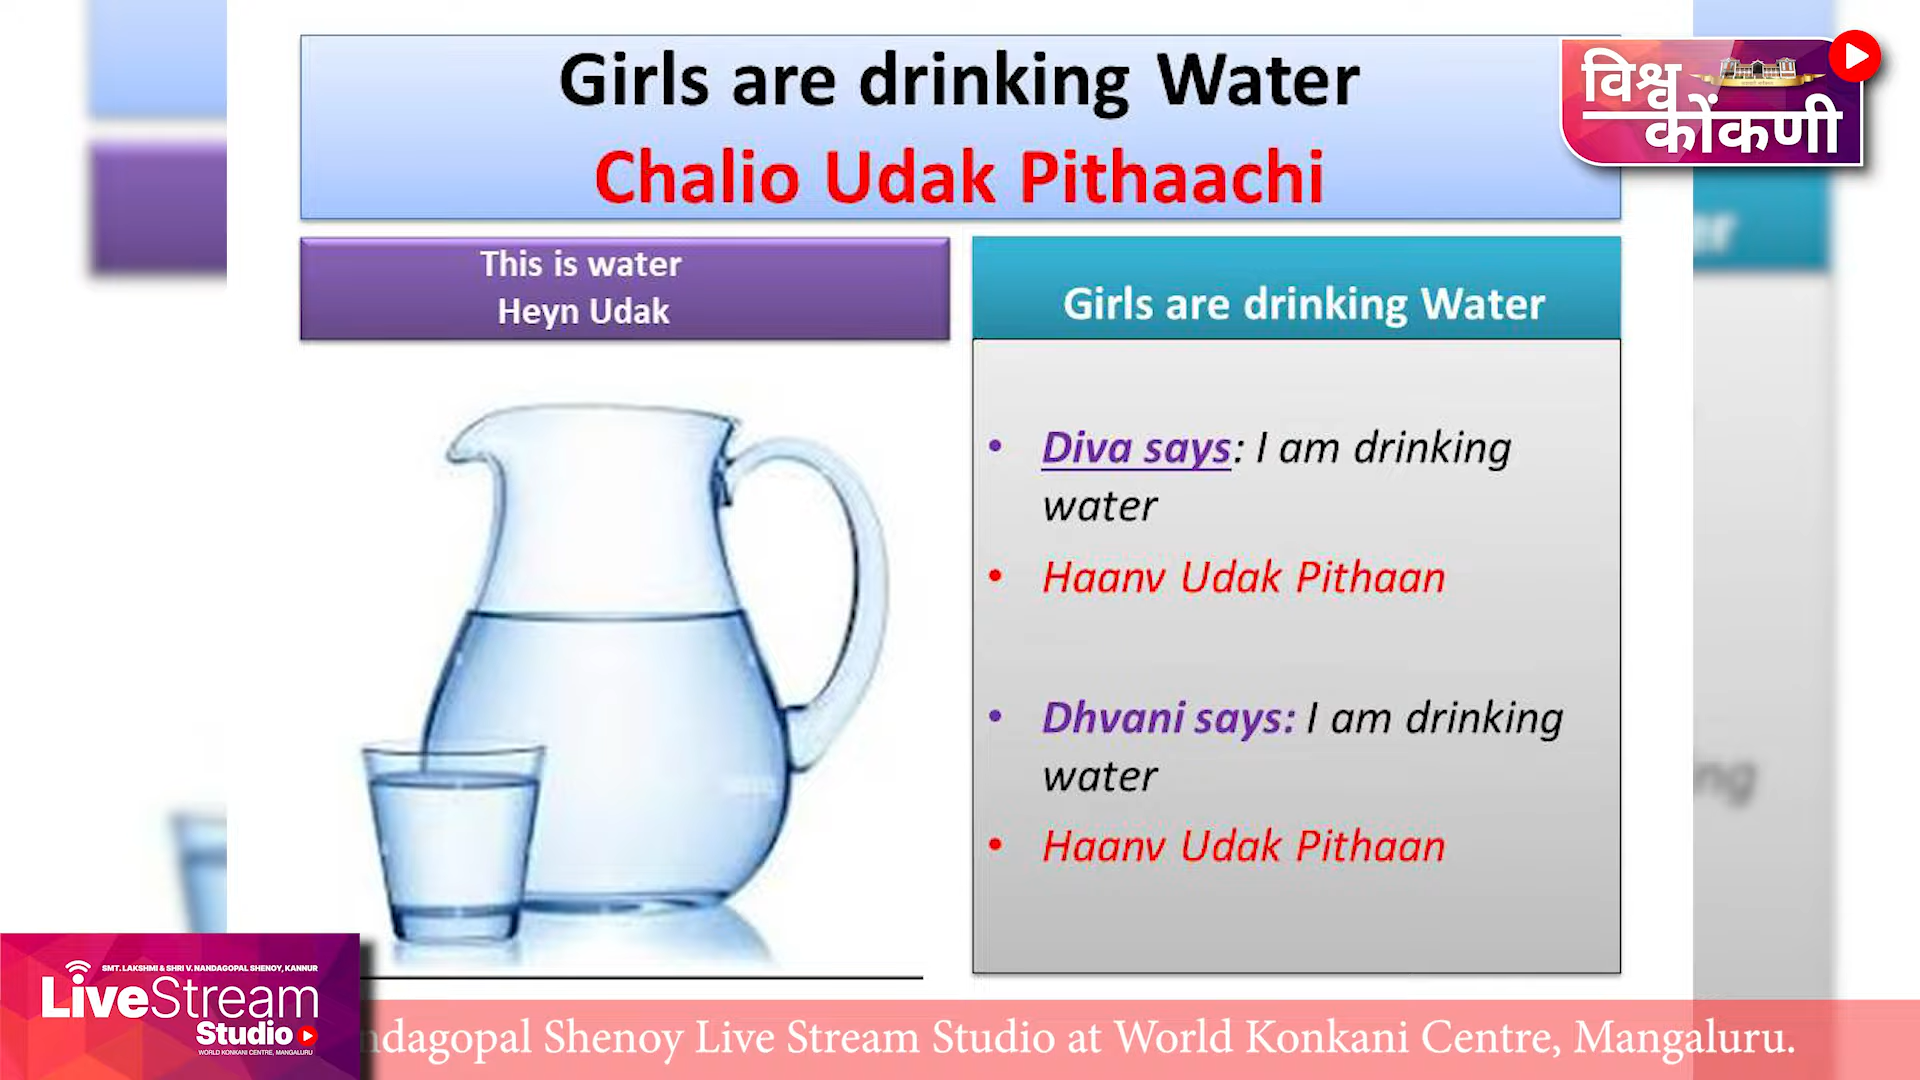 Girls are drinking Water
Chalio Udak Pithaachi
विश्व
कोंकणी
This is water
Heyn Udak
Girls are drinking Water
• Diva says: I am drinking
water
• Haanv Udak Pithaan
• Dhvani says: I am drinking
water
• Haanv Udak Pithaan
SMT. LAKSHMI & SHRI V. NANDAGOPAL SHENOY, KANNUR
LiveStream
Studio
WORLD KONKANI CENTRE, MANGALURU
ndagopal Shenoy Live Stream Studio at World Konkani Centre, Mangaluru.